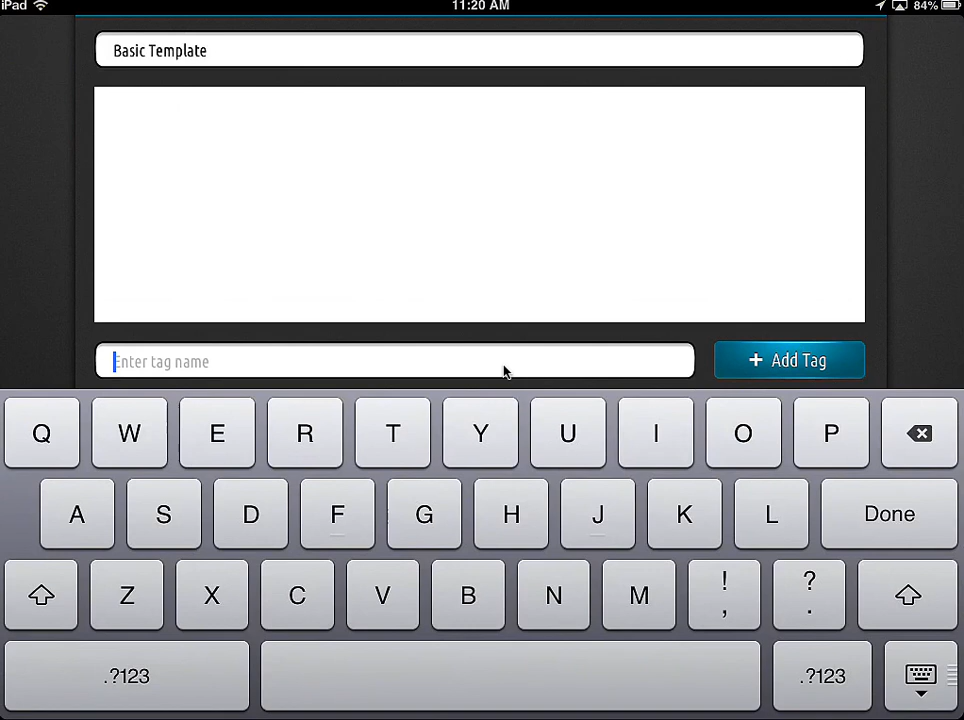 iPad 11:20 AM 84%
Basic Template
Enter tag name + Add Tag
Q W E R T Y U I O P
A S D F G H J K L Done
Z X C V B N M ! , ? .
.?123 .?123